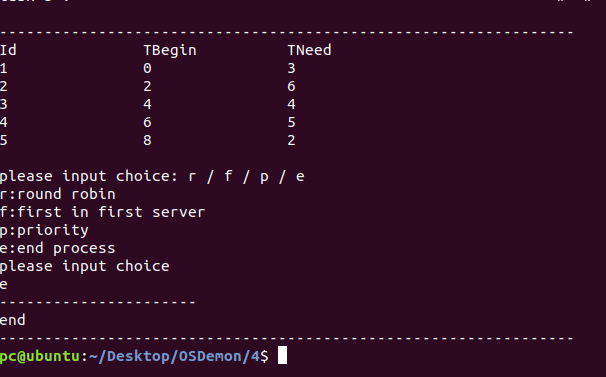 -----------------------------------------------------------------
Id TBegin TNeed
1 0 3
2 2 6
3 4 4
4 6 5
5 8 2
please input choice: r / f / p / e
r:round robin
f:first in first server
p:priority
e:end process
please input choice
e
----------------------
end
-----------------------------------------------------------------
pc@ubuntu:~/Desktop/OSDemon/4$